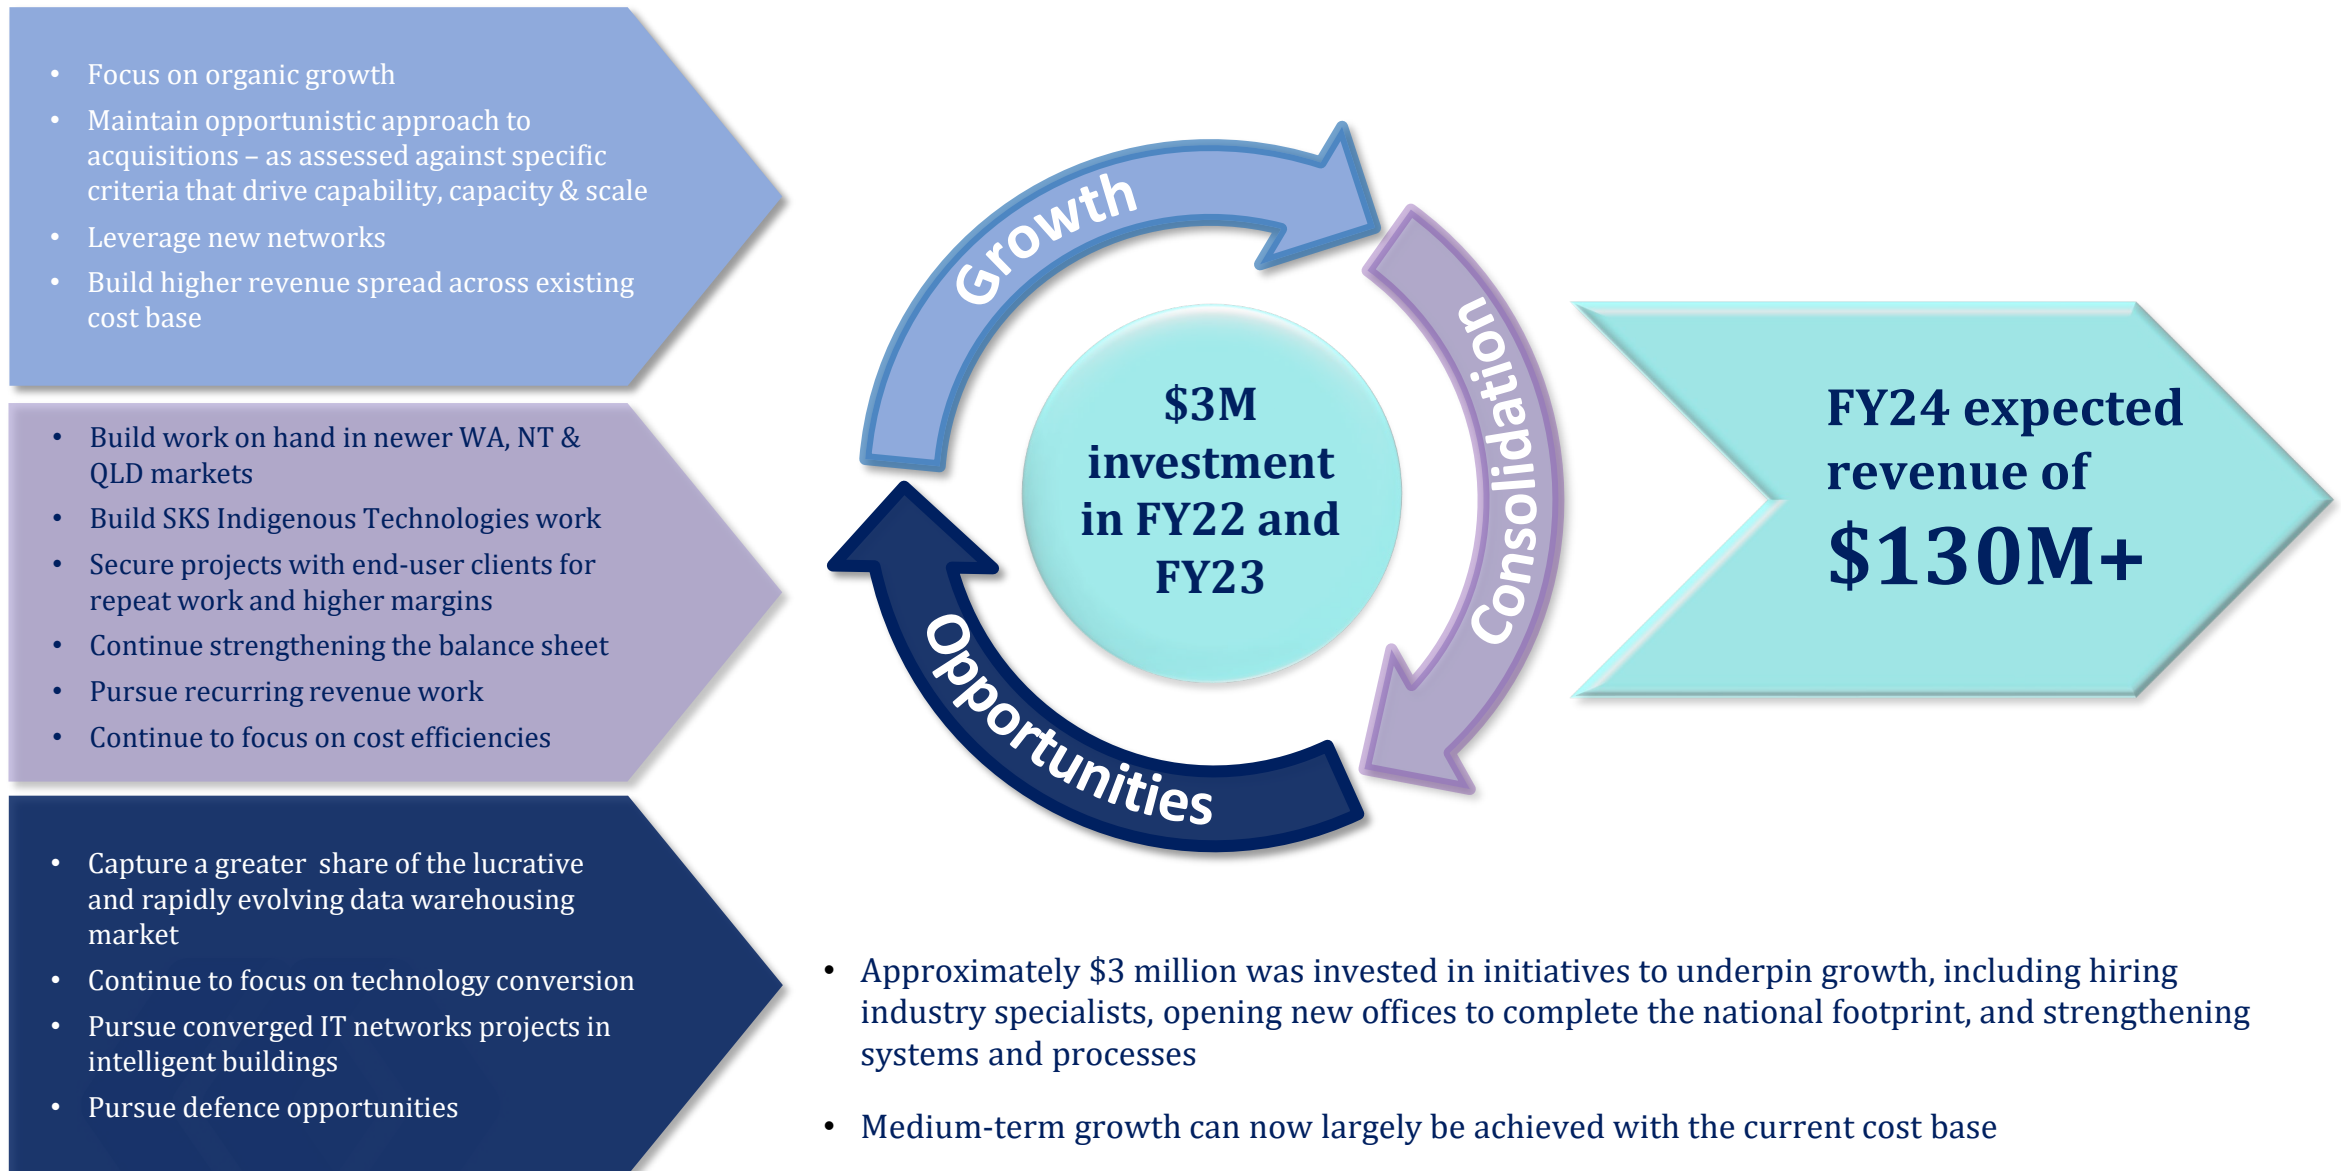 • Focus on organic growth
• Maintain opportunistic approach to
acquisitions – as assessed against specific
criteria that drive capability, capacity & scale
• Leverage new networks
• Build higher revenue spread across existing
cost base
• Build work on hand in newer WA, NT &
QLD markets
• Build SKS Indigenous Technologies work
• Secure projects with end-user clients for
repeat work and higher margins
• Continue strengthening the balance sheet
• Pursue recurring revenue work
• Continue to focus on cost efficiencies
• Capture a greater  share of the lucrative
and rapidly evolving data warehousing
market
• Continue to focus on technology conversion
• Pursue converged IT networks projects in
intelligent buildings
• Pursue defence opportunities
Growth
Consolidation
Opportunities
$3M
investment
in FY22 and
FY23
FY24 expected
revenue of
$130M+
• Approximately $3 million was invested in initiatives to underpin growth, including hiring
industry specialists, opening new offices to complete the national footprint, and strengthening
systems and processes
• Medium-term growth can now largely be achieved with the current cost base